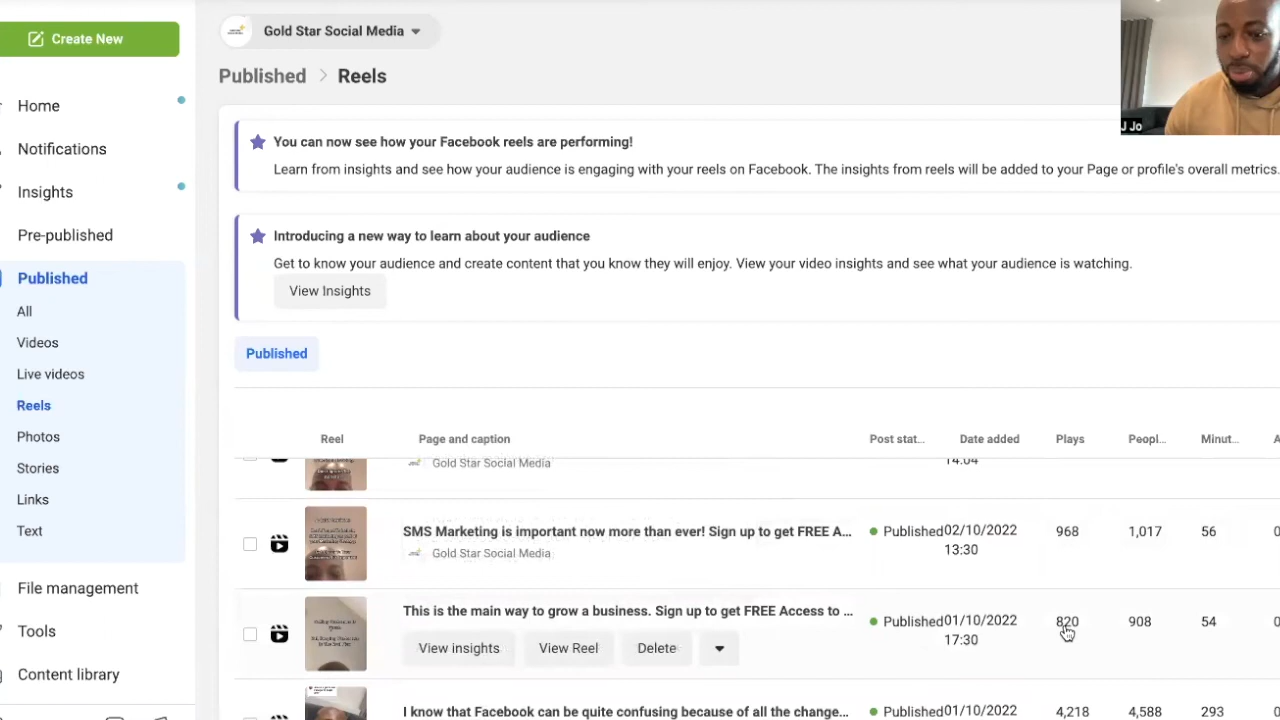 Create New
Gold Star Social Media
Published > Reels
Home
Notifications
Insights
Pre-published
Published
All
Videos
Live videos
Reels
Photos
Stories
Links
Text
File management
Tools
Content library
You can now see how your Facebook reels are performing!
Learn from insights and see how your audience is engaging with your reels on Facebook. The insights from reels will be added to your Page or profile's overall metrics.
Introducing a new way to learn about your audience
Get to know your audience and create content that you know they will enjoy. View your video insights and see what your audience is watching.
View Insights
Published
Reel Page and caption Post stat... Date added Plays Peopl... Minut... A
Gold Star Social Media 14:04
SMS Marketing is important now more than ever! Sign up to get FREE A... Published 02/10/2022 968 1,017 56 0
Gold Star Social Media 13:30
This is the main way to grow a business. Sign up to get FREE Access to ... Published 01/10/2022 820 908 54 0
17:30
View insights View Reel Delete
I know that Facebook can be quite confusing because of all the change... Published 01/10/2022 4,218 4,588 293 0
J Jo